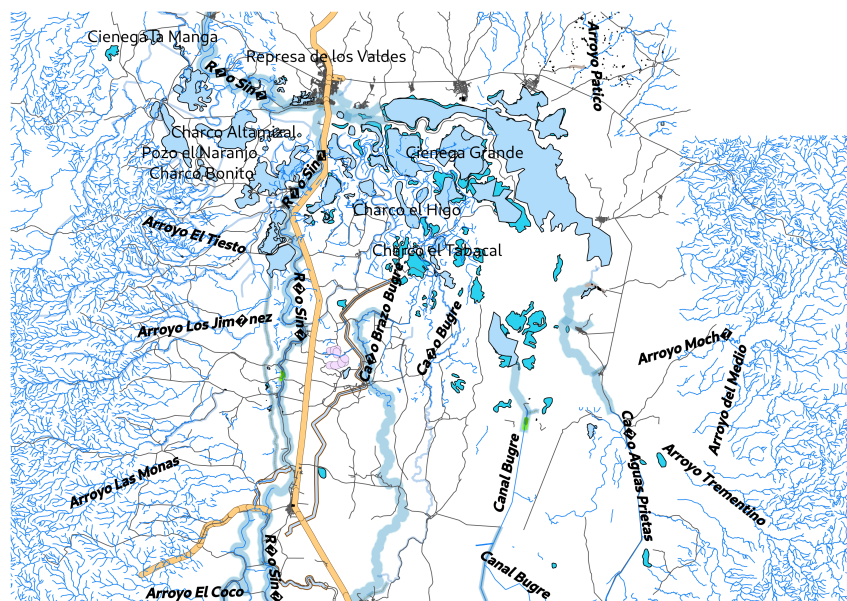 Cienega la Manga
Represa de los Valdes
Arroyo Patico
R�o Sin�
Charco Altamizal
Pozo el Naranjo
Cienega Grande
Charco Bonito
R�o Sin�
Charco el Higo
Arroyo El Tiesto
Charco el Tabacal
R�o Sin�
Ca�o Brazo Bugre
Ca�o Bugre
Arroyo Los Jim�nez
Arroyo Moch�
Arroyo del Medio
Ca�o Aguas Prietas
Canal Bugre
Arroyo Las Monas
Arroyo Trementino
R�o Sin�
Canal Bugre
Arroyo El Coco